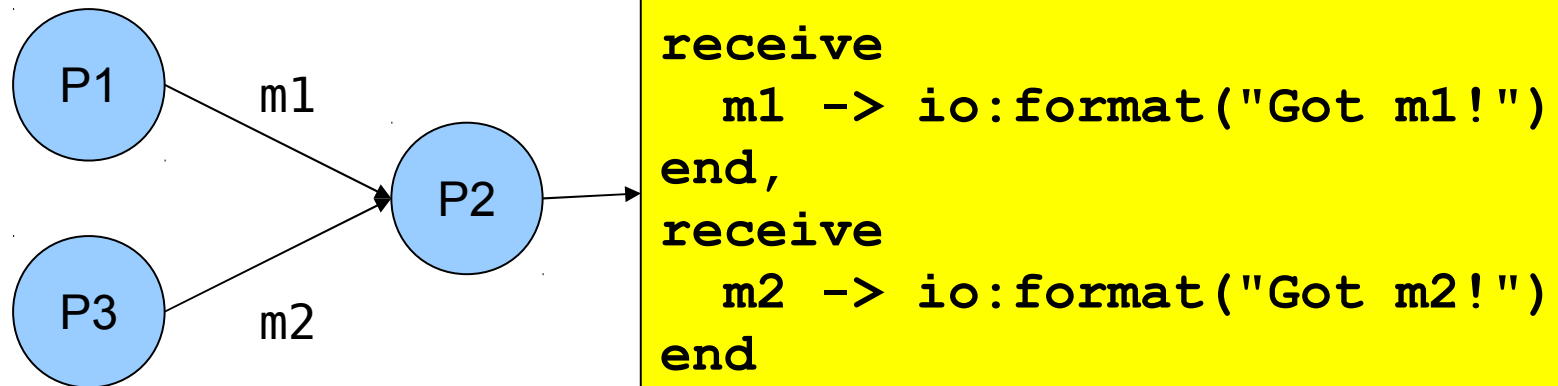 P1
m1
P2
P3
m2
receive
  m1 -> io:format("Got m1!")
end,
receive
  m2 -> io:format("Got m2!")
end